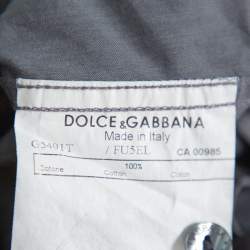 DOLCE & GABBANA
Made in Italy
G5401T / FU5EL CA 00985
100%
Cotone Cotton Coton